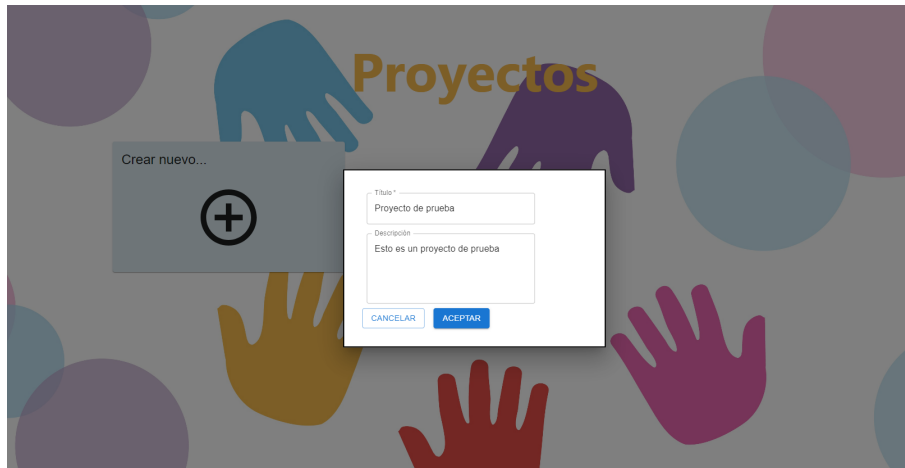 Proyectos
Crear nuevo...
Título *
Proyecto de prueba
Descripción
Esto es un proyecto de prueba
CANCELAR
ACEPTAR